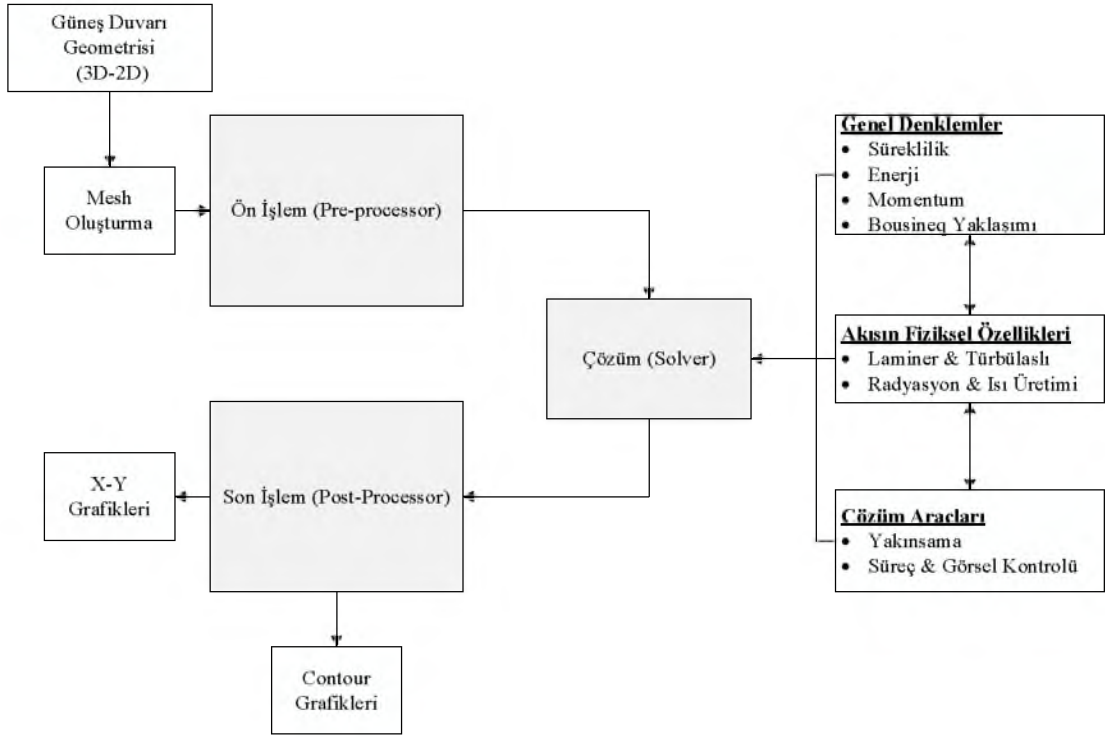 Güneş Duvarı
Geometrisi
(3D-2D)
Mesh
Oluşturma
Ön İşlem (Pre-processor)
Çözüm (Solver)
Genel Denklemler
• Süreklilik
• Enerji
• Momentum
• Bousineq Yaklaşımı
Akısın Fiziksel Özellikleri
• Laminer & Türbülaslı
• Radyasyon & Isı Üretimi
Çözüm Araçları
• Yakınsama
• Süreç & Görsel Kontrolü
Son İşlem (Post-Processor)
X-Y
Grafikleri
Contour
Grafikleri